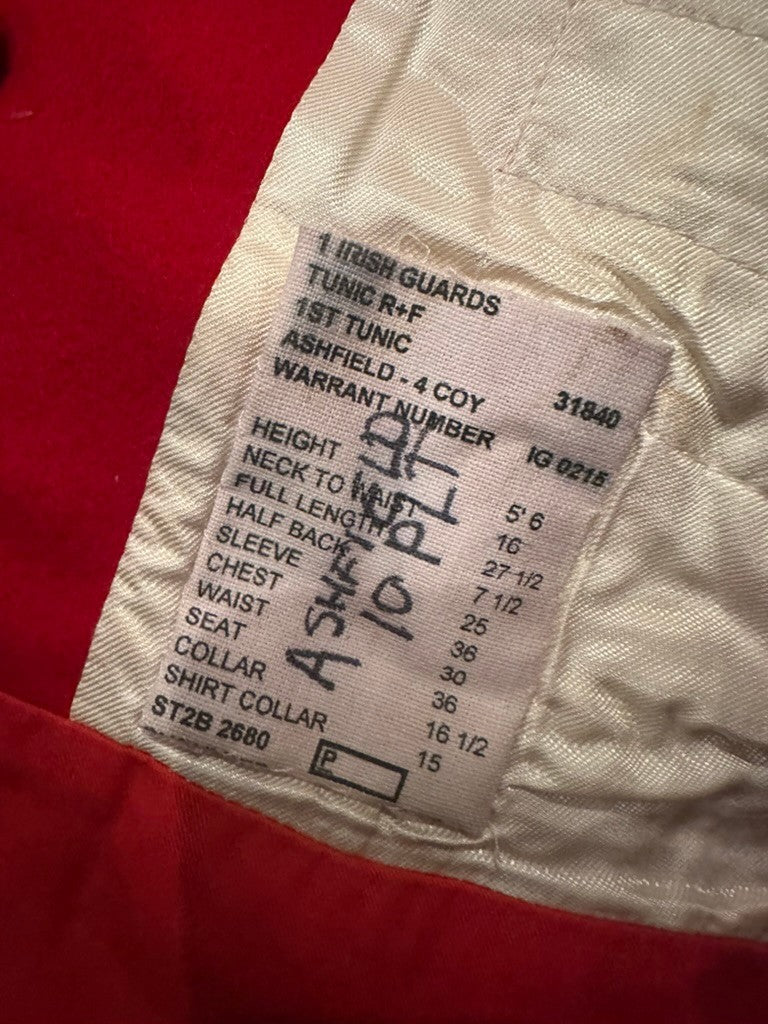 1 IRISH GUARDS
TUNIC R+F
1ST TUNIC
ASHFIELD - 4 COY 31840
WARRANT NUMBER IG 0215
HEIGHT 5' 6
NECK TO WAIST 16
FULL LENGTH 27 1/2
HALF BACK 7 1/2
SLEEVE 25
CHEST 36
WAIST 30
SEAT 36
COLLAR 16 1/2
SHIRT COLLAR 15
ST2B 2680
P
ASHFIELD
10 PLT